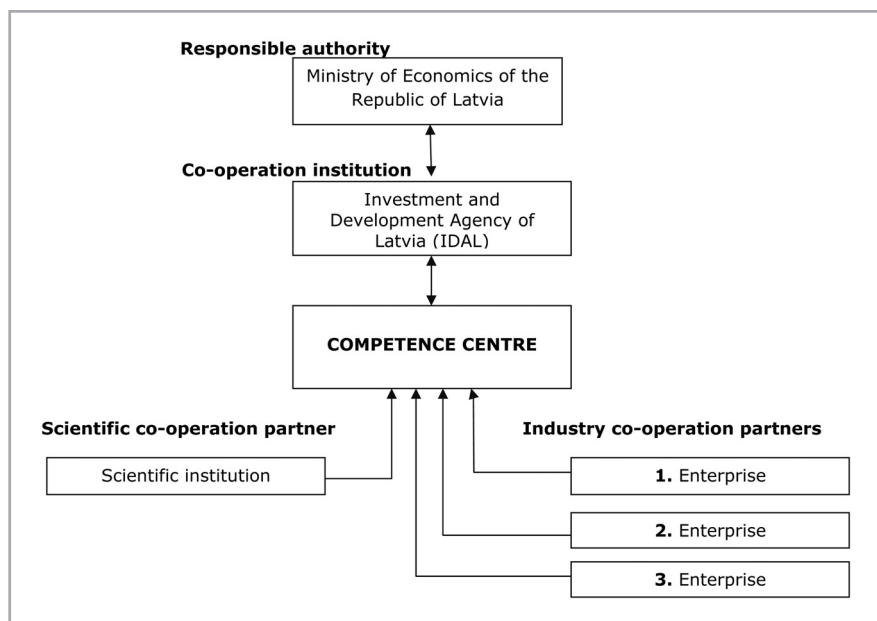 Responsible authority
Ministry of Economics of the
Republic of Latvia
Co-operation institution
Investment and
Development Agency of
Latvia (IDAL)
COMPETENCE CENTRE
Scientific co-operation partner
Scientific institution
Industry co-operation partners
1. Enterprise
2. Enterprise
3. Enterprise